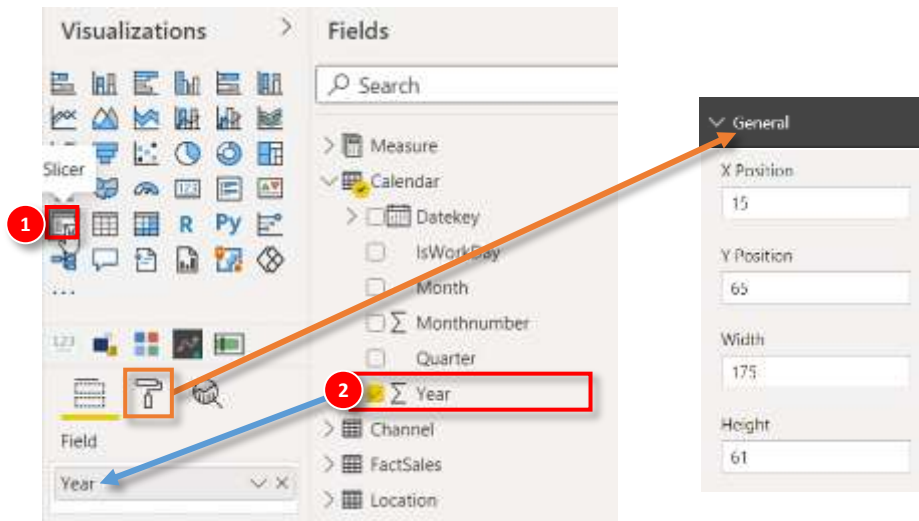 Visualizations
Slicer
123
R Py
1
...
123
Field
Year
Fields
Search
Measure
Calendar
Datekey
IsWorkDay
Month
∑ Monthnumber
Quarter
2
∑ Year
Channel
FactSales
Location
General
X Position
15
Y Position
65
Width
175
Height
61